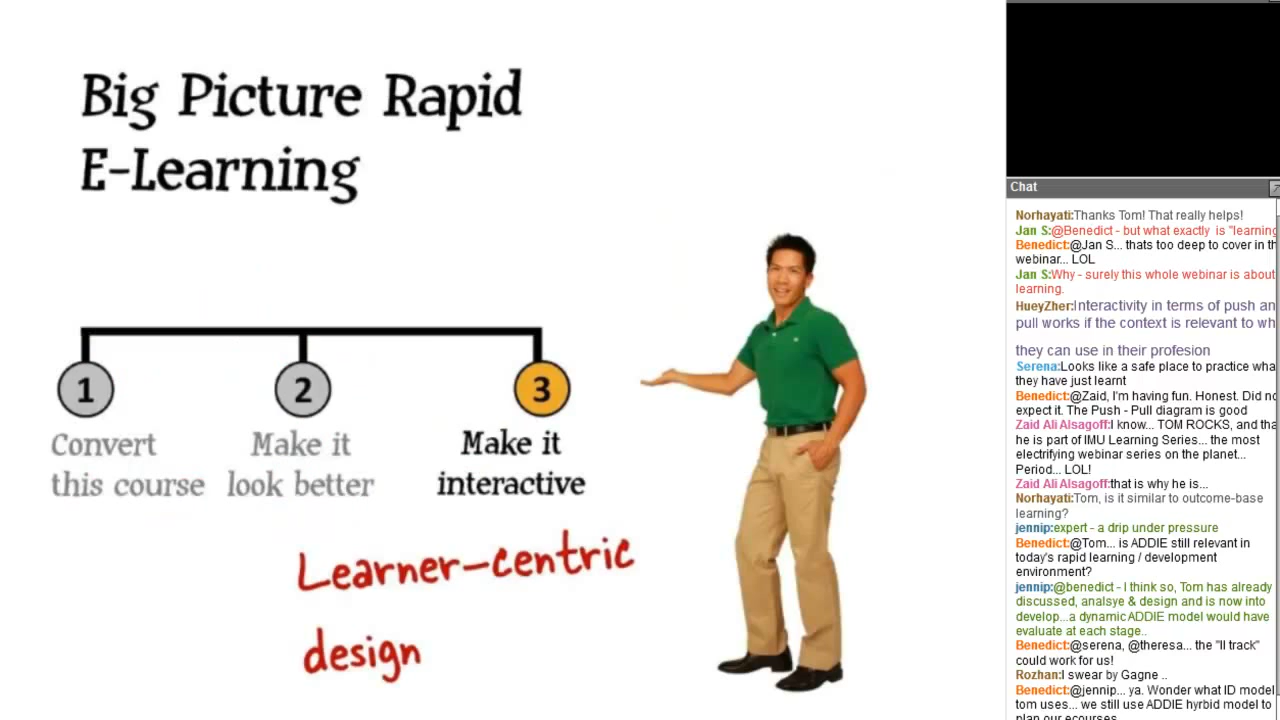 Big Picture Rapid
E-Learning
1
2
3
Convert
this course
Make it
look better
Make it
interactive
Learner-centric
design
Chat
Norhayati:Thanks Tom! That really helps!
Jan S:@Benedict - but what exactly is "learning
Benedict:@Jan S... thats too deep to cover in th
webinar... LOL
Jan S:Why - surely this whole webinar is about
learning.
HueyZher:Interactivity in terms of push an
pull works if the context is relevant to wh
they can use in their profesion
Serena:Looks like a safe place to practice wha
they have just learnt
Benedict:@Zaid, I'm having fun. Honest. Did no
expect it. The Push - Pull diagram is good
Zaid Ali Alsagoff:I know... TOM ROCKS, and tha
he is part of IMU Learning Series... the most
electrifying webinar series on the planet...
Period... LOL!
Zaid Ali Alsagoff:that is why he is...
Norhayati:Tom, is it similar to outcome-base
learning?
jennip:expert - a drip under pressure
Benedict:@Tom... is ADDIE still relevant in
today's rapid learning / development
environment?
jennip:@benedict - I think so, Tom has already
discussed, analsye & design and is now into
develop...a dynamic ADDIE model would have
evaluate at each stage..
Benedict:@serena, @theresa... the "II track"
could work for us!
Rozhan:I swear by Gagne ..
Benedict:@jennip... ya. Wonder what ID model
tom uses... we still use ADDIE hyrbid model to
plan our ecourses